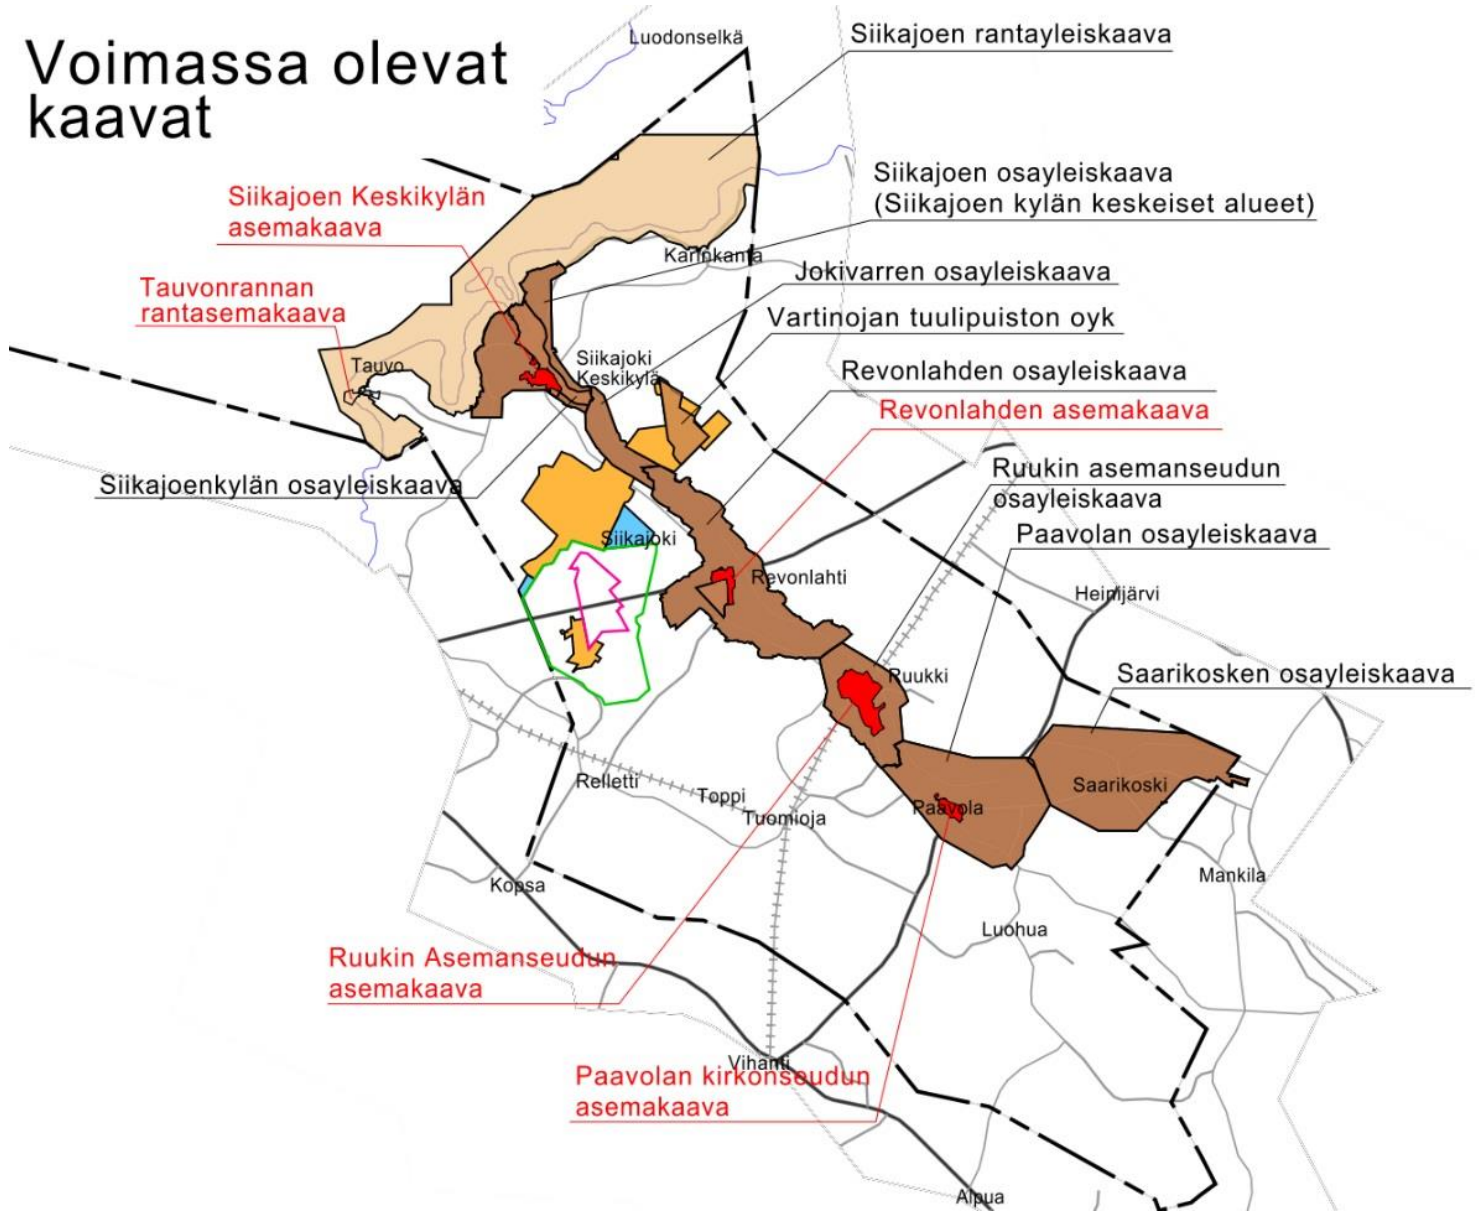 Voimassa olevat
kaavat
Luodonselkä
Siikajoen rantayleiskaava
Siikajoen osayleiskaava
(Siikajoen kylän keskeiset alueet)
Siikajoen Keskikylän
asemakaava
Karinkanta
Jokivarren osayleiskaava
Tauvonrannan
rantasemakaava
Vartinojan tuulipuiston oyk
Tauvo
Siikajoki
Keskikylä
Revonlahden osayleiskaava
Revonlahden asemakaava
Siikajoenkylän osayleiskaava
Ruukin asemanseudun
osayleiskaava
Siikajoki
Paavolan osayleiskaava
Revonlahti
Heinijärvi
Ruukki
Saarikosken osayleiskaava
Relletti
Toppi
Tuomioja
Saarikoski
Paavola
Kopsa
Mankila
Luohua
Ruukin Asemanseudun
asemakaava
Vihanti
Paavolan kirkonseudun
asemakaava
Alpua